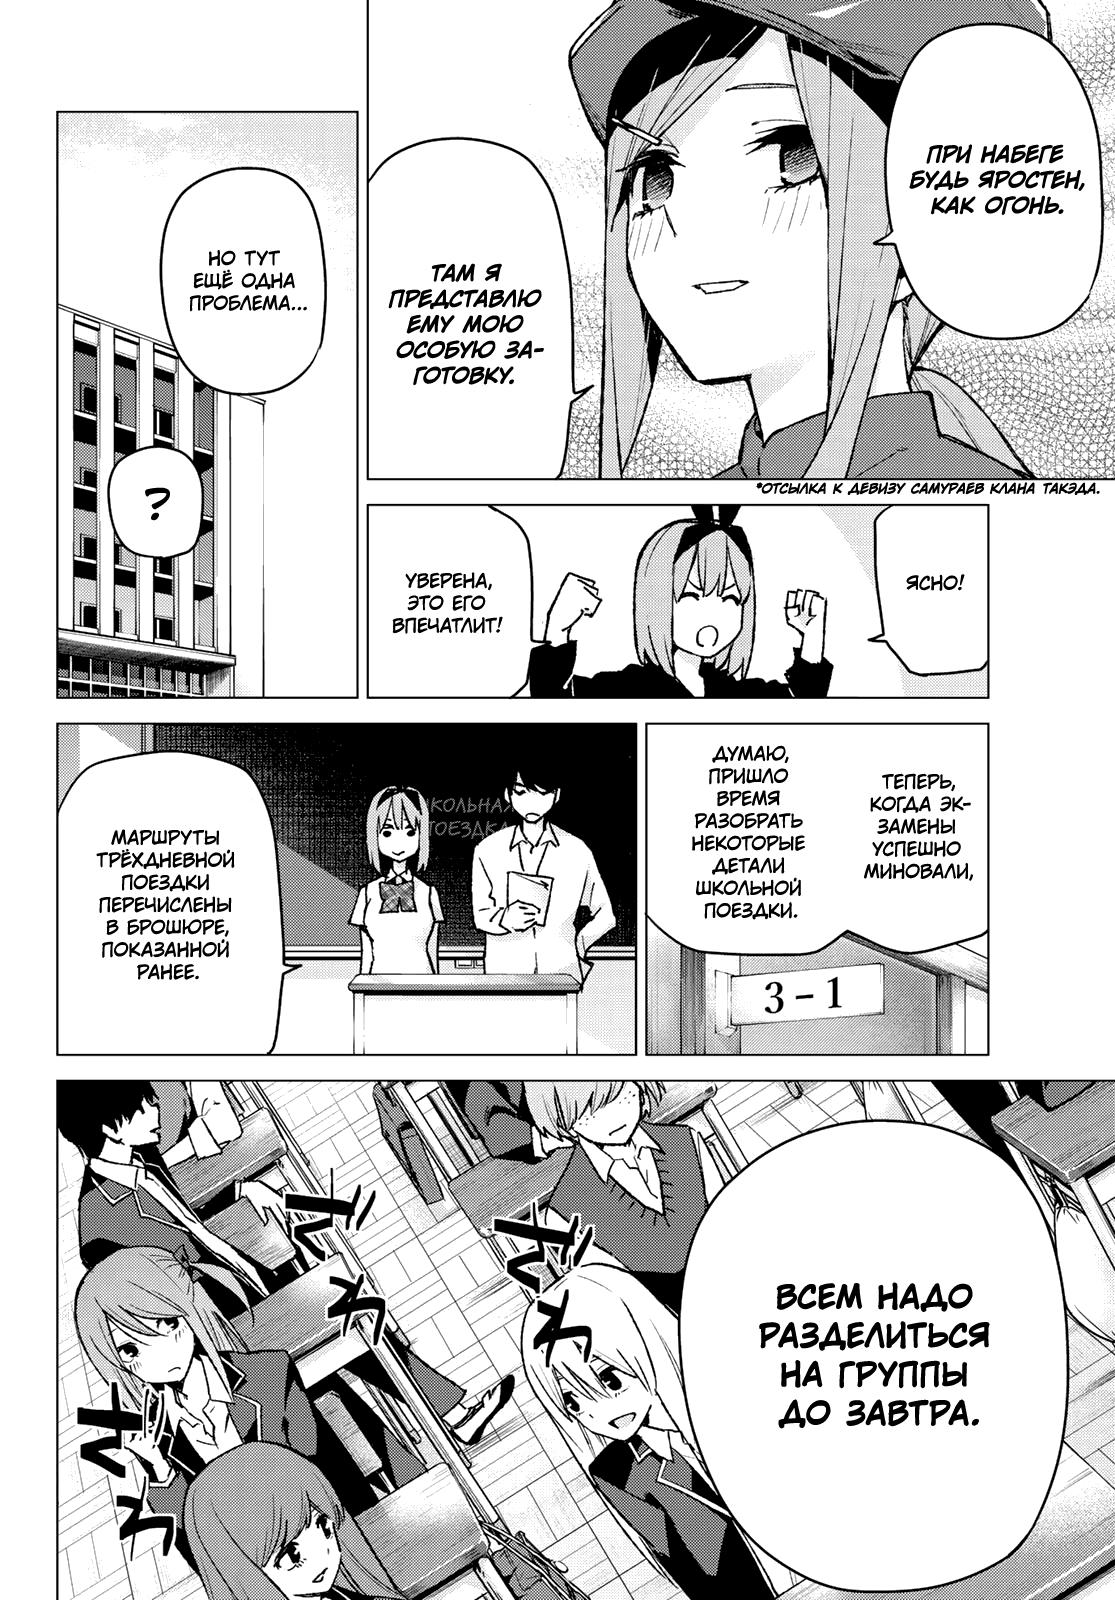 ПРИ НАБЕГЕ
БУДЬ ЯРОСТЕН,
КАК ОГОНЬ.
ТАМ Я
ПРЕДСТАВЛЮ
ЕМУ МОЮ
ОСОБУЮ ЗА-
ГОТОВКУ.
*ОТСЫЛКА К ДЕВИЗУ САМУРАЕВ КЛАНА ТАКЭДА.
ЯСНО!
УВЕРЕНА,
ЭТО ЕГО
ВПЕЧАТЛИТ!
НО ТУТ
ЕЩЁ ОДНА
ПРОБЛЕМА...
?
ТЕПЕРЬ,
КОГДА ЭК-
ЗАМЕНЫ
УСПЕШНО
МИНОВАЛИ,
ДУМАЮ,
ПРИШЛО
ВРЕМЯ
РАЗОБРАТЬ
НЕКОТОРЫЕ
ДЕТАЛИ
ШКОЛЬНОЙ
ПОЕЗДКИ.
3-1
КОЛЬНАЯ
ПОЕЗДКА
МАРШРУТЫ
ТРЁХДНЕВНОЙ
ПОЕЗДКИ
ПЕРЕЧИСЛЕНЫ
В БРОШЮРЕ,
ПОКАЗАННОЙ
РАНЕЕ.
ВСЕМ НАДО
РАЗДЕЛИТЬСЯ
НА ГРУППЫ
ДО ЗАВТРА.